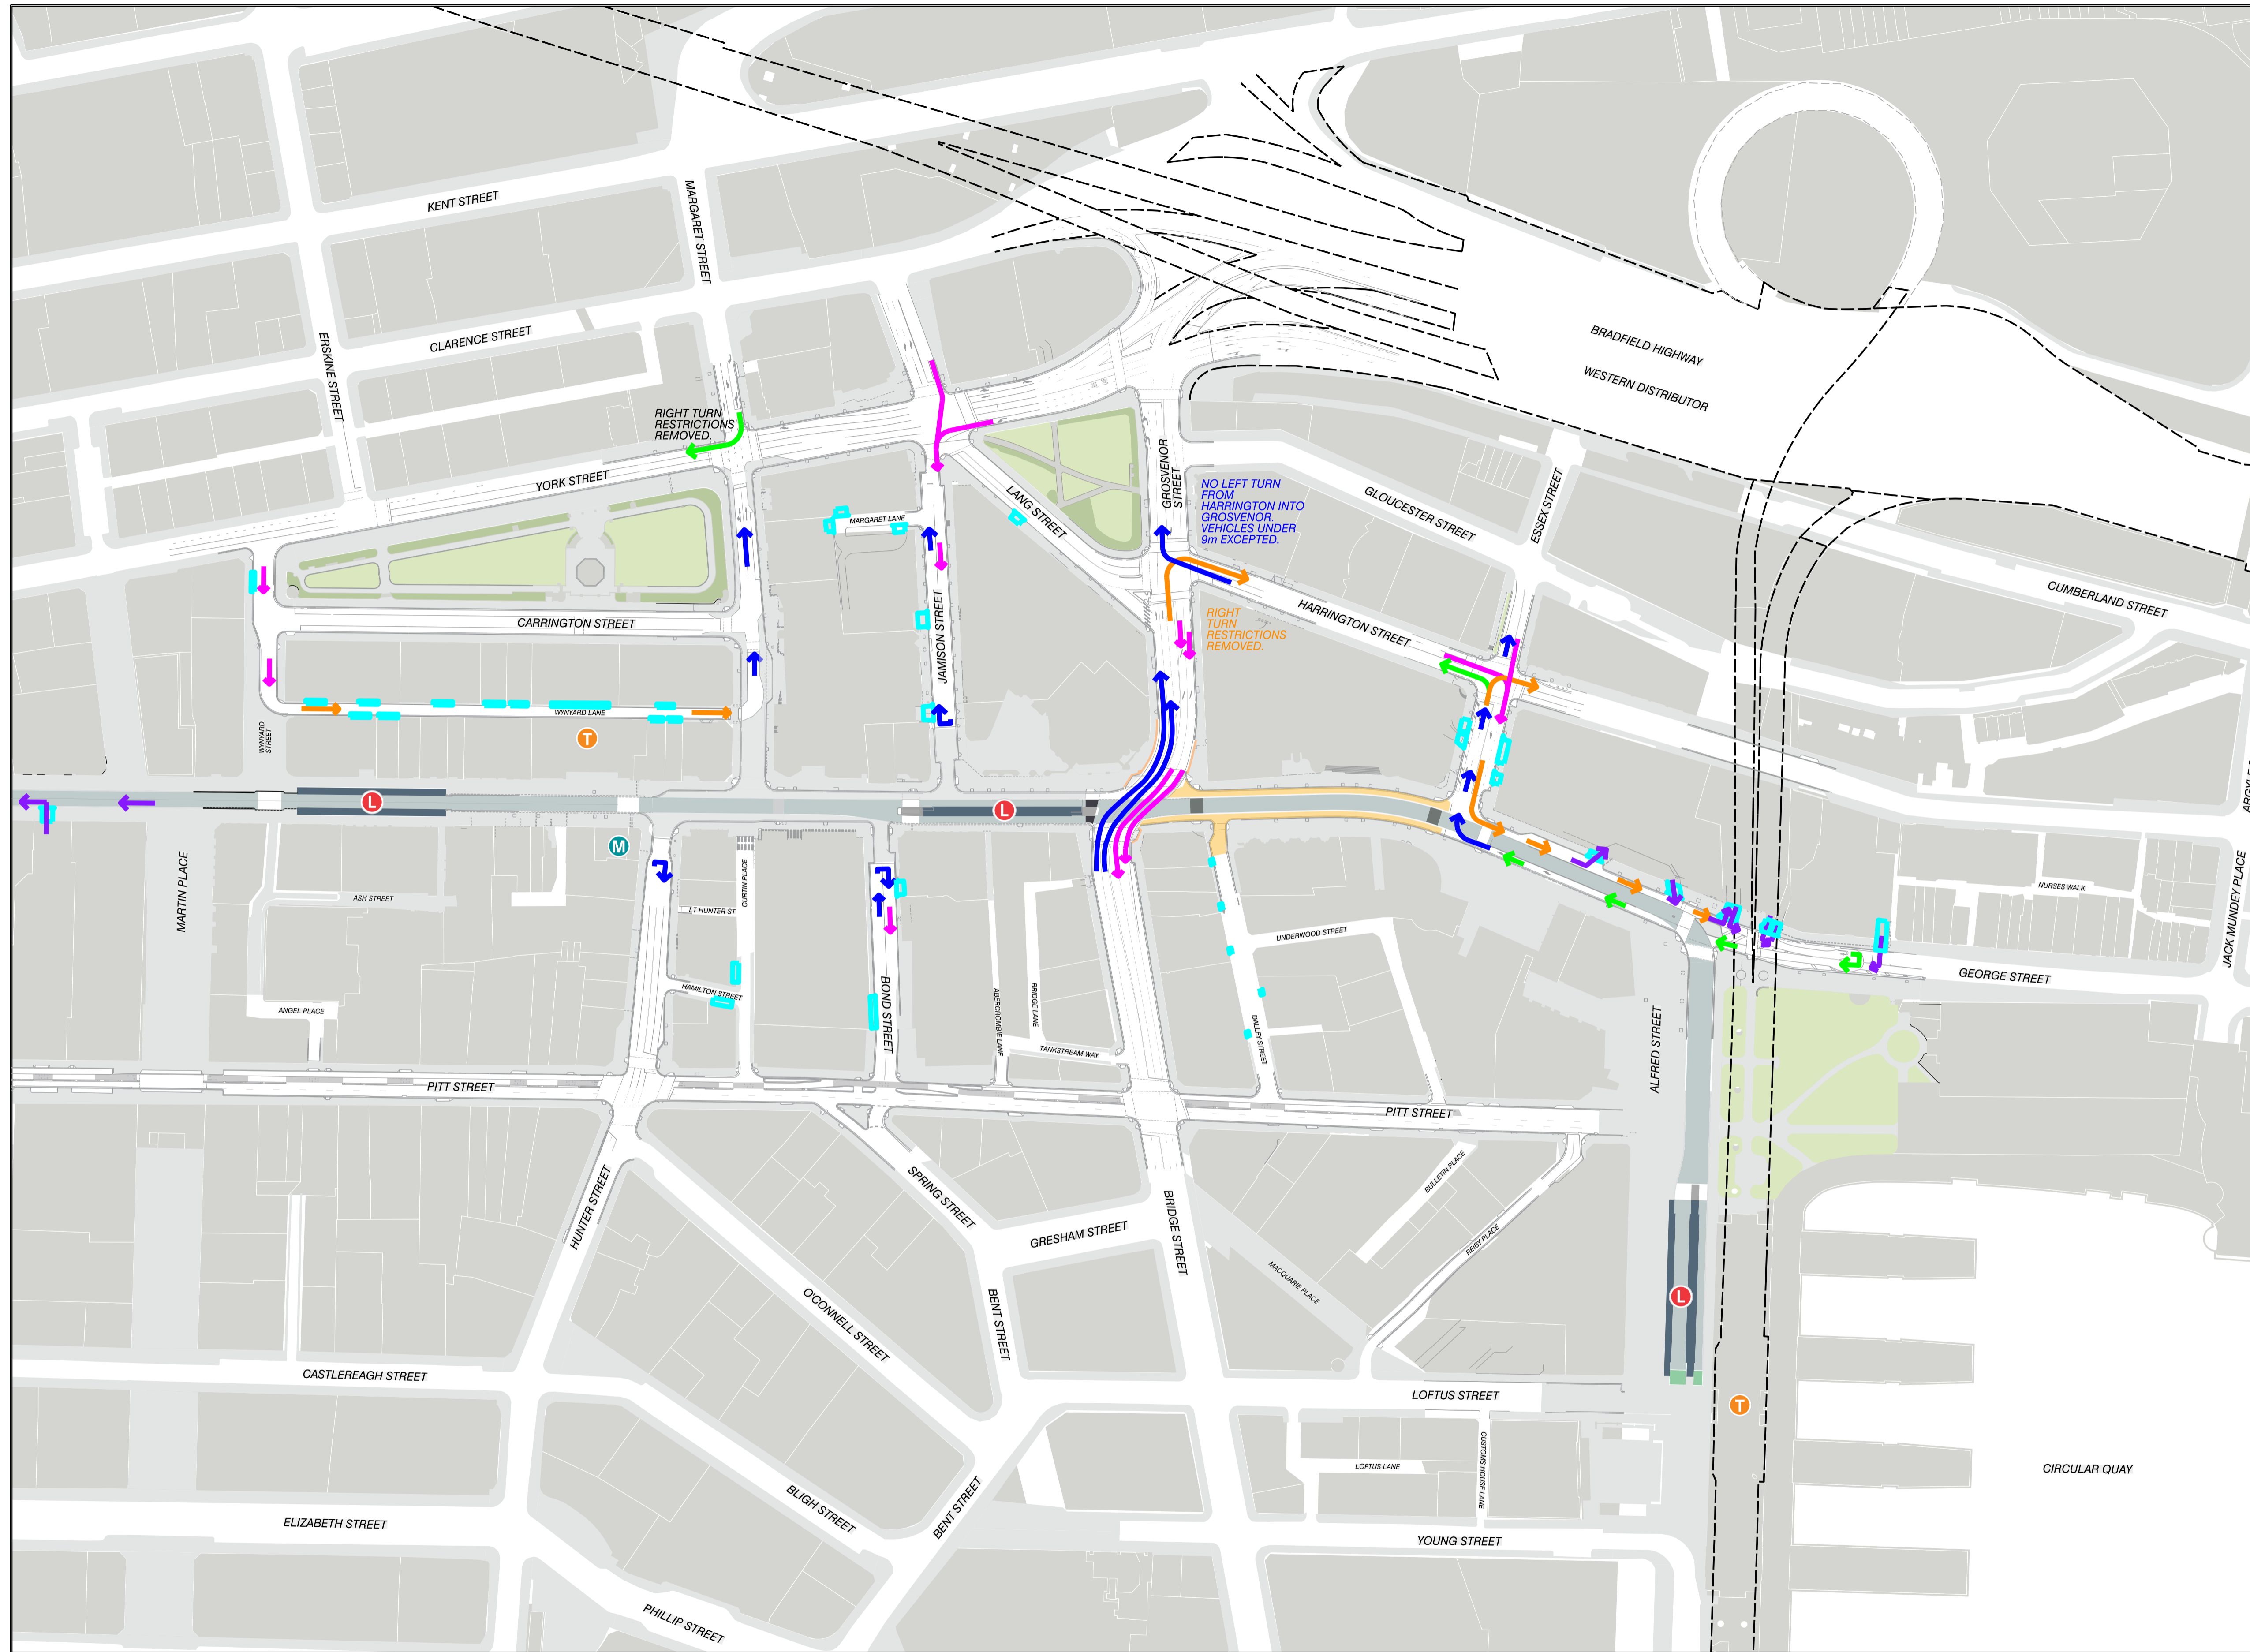 KENT STREET
MARGARET STREET
CLARENCE STREET
ERSKINE STREET
BRADFIELD HIGHWAY
WESTERN DISTRIBUTOR
RIGHT TURN
RESTRICTIONS
REMOVED.
YORK STREET
GROSVENOR
STREET
LANG STREET
MARGARET LANE
NO LEFT TURN
FROM
HARRINGTON INTO
GROSVENOR.
VEHICLES UNDER
9m EXCEPTED.
GLOUCESTER STREET
ESSEX STREET
CUMBERLAND STREET
CARRINGTON STREET
JAMISON STREET
HARRINGTON STREET
RIGHT
TURN
RESTRICTIONS
REMOVED.
WYNYARD LANE
WYNYARD
STREET
T
L
L
M
MARTIN PLACE
ASH STREET
CURTIN PLACE
LT HUNTER ST
HAMILTON STREET
ANGEL PLACE
BOND STREET
ABERCROMBIE LANE
BRIDGE LANE
TANKSTREAM WAY
UNDERWOOD STREET
DALLEY STREET
NURSES WALK
JACK MUNDEY PLACE
GEORGE STREET
ALFRED STREET
PITT STREET
PITT STREET
HUNTER STREET
SPRING STREET
GRESHAM STREET
BRIDGE STREET
BULLETIN PLACE
REIBY PLACE
MACQUARIE PLACE
O'CONNELL STREET
BENT STREET
L
CASTLEREAGH STREET
LOFTUS STREET
T
CUSTOMS HOUSE LANE
LOFTUS LANE
CIRCULAR QUAY
BLIGH STREET
BENT STREET
ELIZABETH STREET
YOUNG STREET
PHILLIP STREET